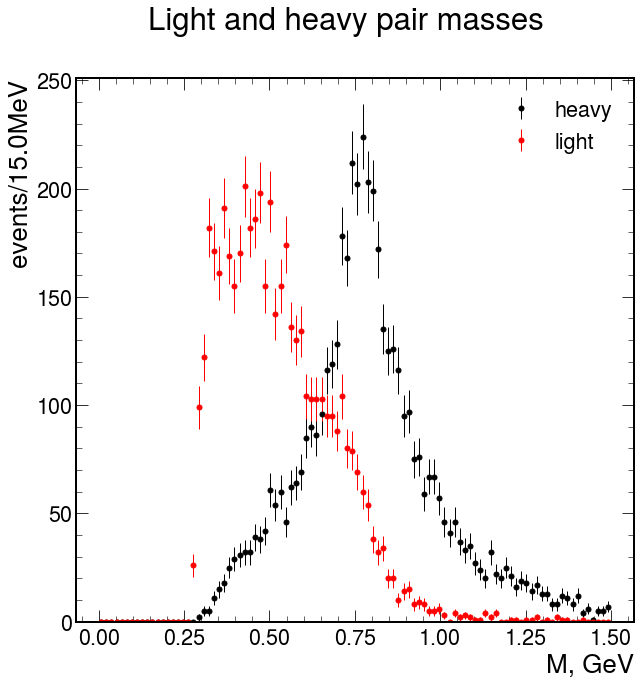 Light and heavy pair masses
events/15.0MeV
250
200
150
100
50
0
heavy
light
0.00 0.25 0.50 0.75 1.00 1.25 1.50
M, GeV